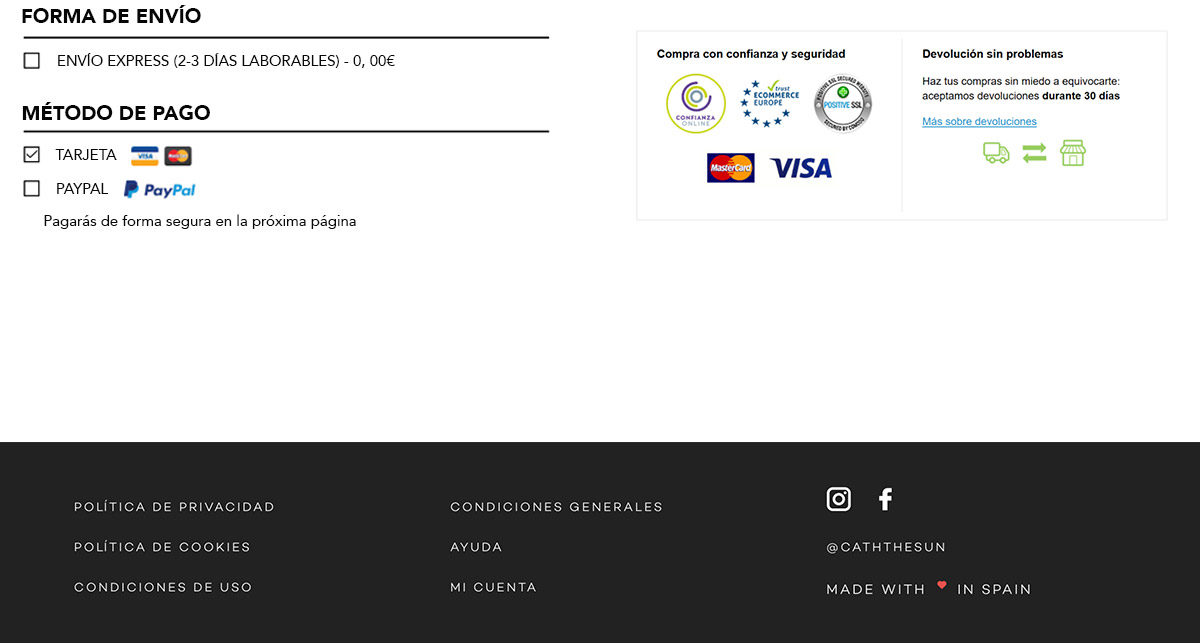 FORMA DE ENVÍO
ENVÍO EXPRESS (2-3 DÍAS LABORABLES) - 0, 00€
MÉTODO DE PAGO
TARJETA VISA MasterCard
PAYPAL PayPal
Pagarás de forma segura en la próxima página
Compra con confianza y seguridad
CONFIANZA
ONLINE
trust
ECOMMERCE
EUROPE
POSITIVE SSL SECURED WEBSITE
POSITIVE SSL
SECURED BY COMODO
MasterCard VISA
Devolución sin problemas
Haz tus compras sin miedo a equivocarte:
aceptamos devoluciones durante 30 días
Más sobre devoluciones
POLÍTICA DE PRIVACIDAD
POLÍTICA DE COOKIES
CONDICIONES DE USO
CONDICIONES GENERALES
AYUDA
MI CUENTA
@CATHTHESUN
MADE WITH ♥ IN SPAIN